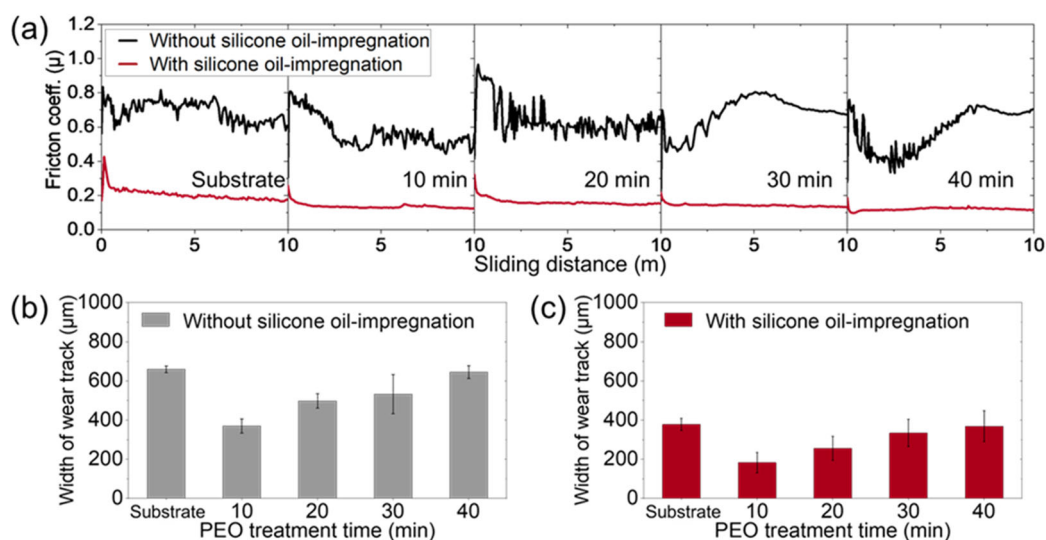 (a)
Fricton coeff. (μ)
1.2
1.0
0.8
0.6
0.4
0.2
0.0
Without silicone oil-impregnation
With silicone oil-impregnation
Substrate
10 min
20 min
30 min
40 min
0 5 10 5 10 5 10 5 10 5 10
Sliding distance (m)
(b)
Width of wear track (μm)
1000
800
600
400
200
0
Without silicone oil-impregnation
Substrate 10 20 30 40
PEO treatment time (min)
(c)
Width of wear track (μm)
1000
800
600
400
200
0
With silicone oil-impregnation
Substrate 10 20 30 40
PEO treatment time (min)